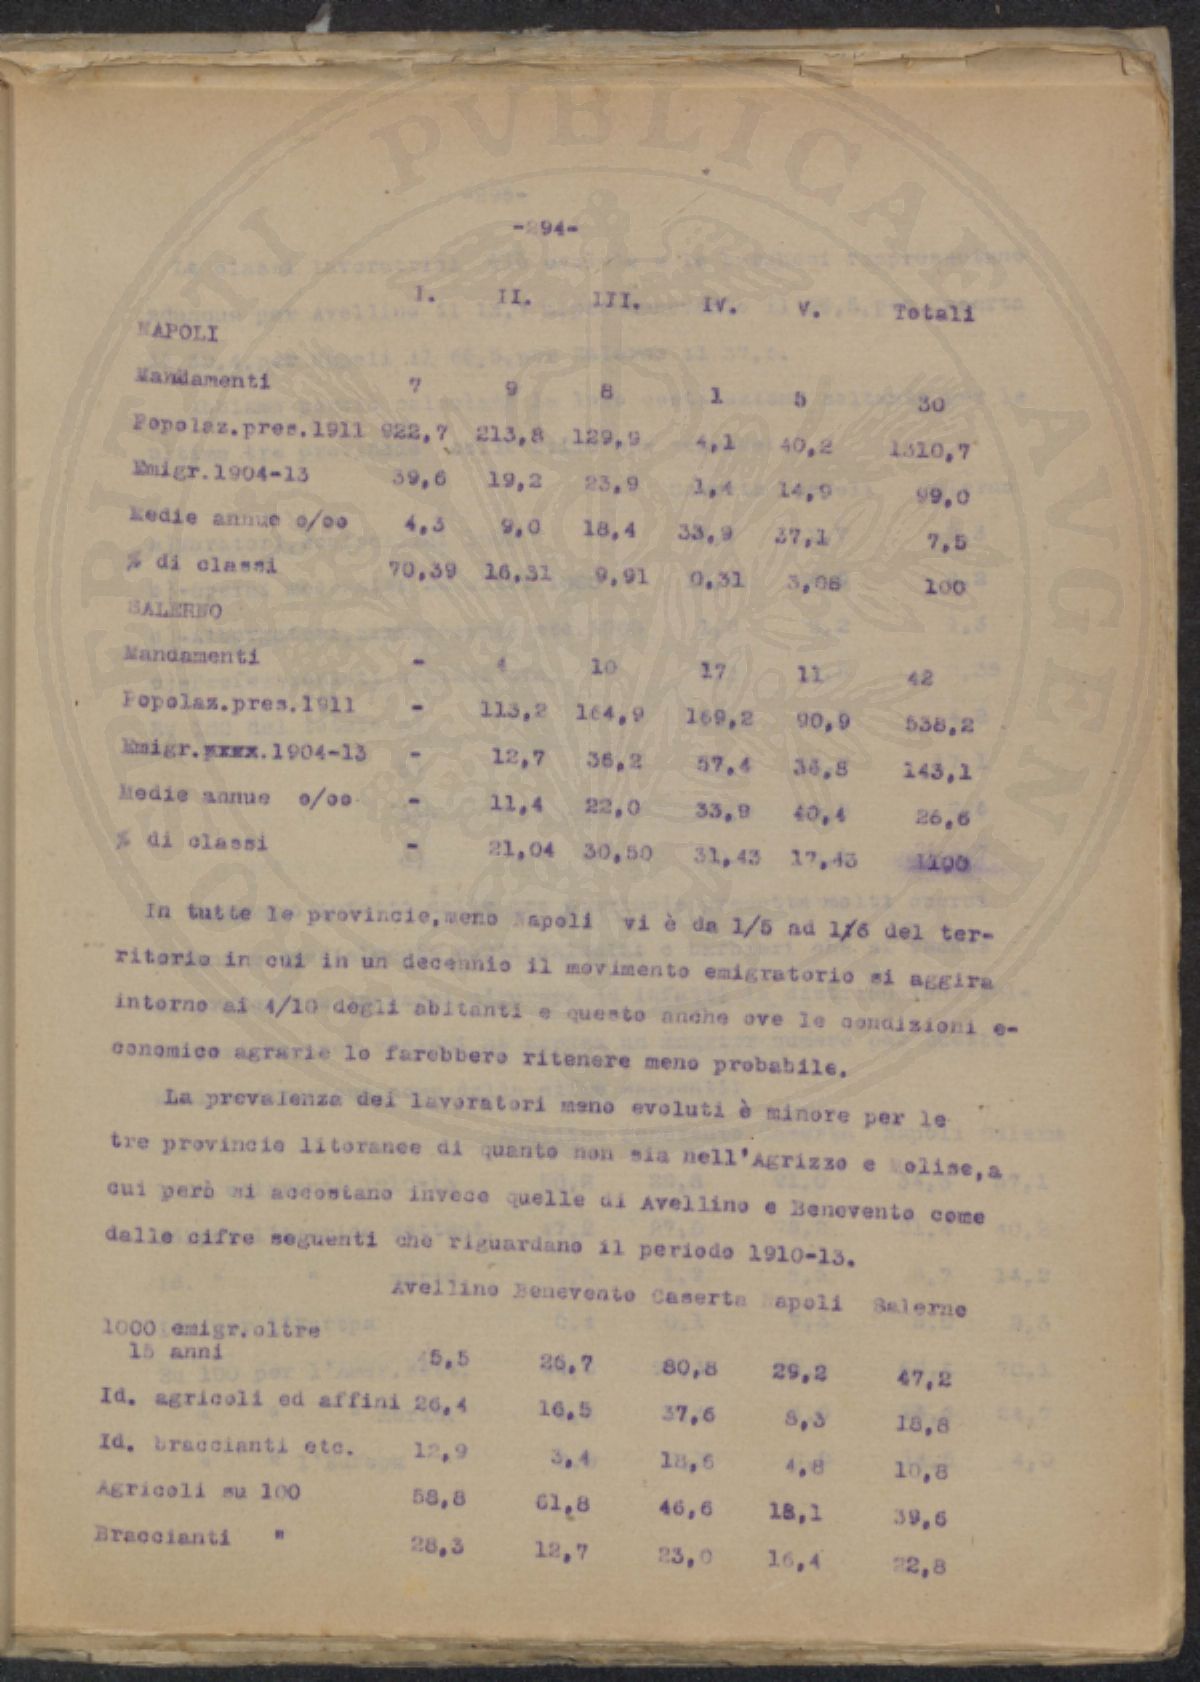 -294-
I. II. III. IV. V. Totali
NAPOLI
Mandamenti 7 9 8 1 5 30
Popolaz.pres.1911 922,7 213,8 129,9 4,1 40,2 1310,7
Emigr.1904-13 39,6 19,2 23,9 1,4 14,9 99,0
Medie annue o/oo 4,3 9,0 18,4 33,9 37,1 7,5
% di classi 70,39 16,31 9,91 0,31 3,08 100
SALERNO
Mandamenti - 4 10 17 11 42
Popolaz.pres.1911 - 113,2 164,9 169,2 90,9 538,2
Emigr.xxxx.1904-13 - 12,7 36,2 57,4 36,8 143,1
Medie annue o/oo - 11,4 22,0 33,9 40,4 26,6
% di classi - 21,04 30,50 31,43 17,43 1100
In tutte le provincie,meno Napoli vi è da 1/5 ad 1/6 del ter-
ritorio in cui in un decennio il movimento emigratorio si aggira
intorno ai 4/10 degli abitanti e questo anche ove le condizioni e-
conomico agrarie lo farebbero ritenere meno probabile.
La prevalenza dei lavoratori meno evoluti è minore per le
tre provincie litoranee di quanto non sia nell'Agrizzo e Molise,a
cui però si accostano invece quelle di Avellino e Benevento come
dalle cifre seguenti che riguardano il periodo 1910-13.
Avellino Benevento Caserta Napoli Salerno
1000 emigr.oltre
15 anni 45,5 26,7 80,8 29,2 47,2
Id. agricoli ed affini 26,4 16,5 37,6 8,3 18,8
Id. braccianti etc. 12,9 3,4 18,6 4,8 10,8
Agricoli su 100 58,8 61,8 46,6 18,1 39,6
Braccianti " 28,3 12,7 23,0 16,4 22,8